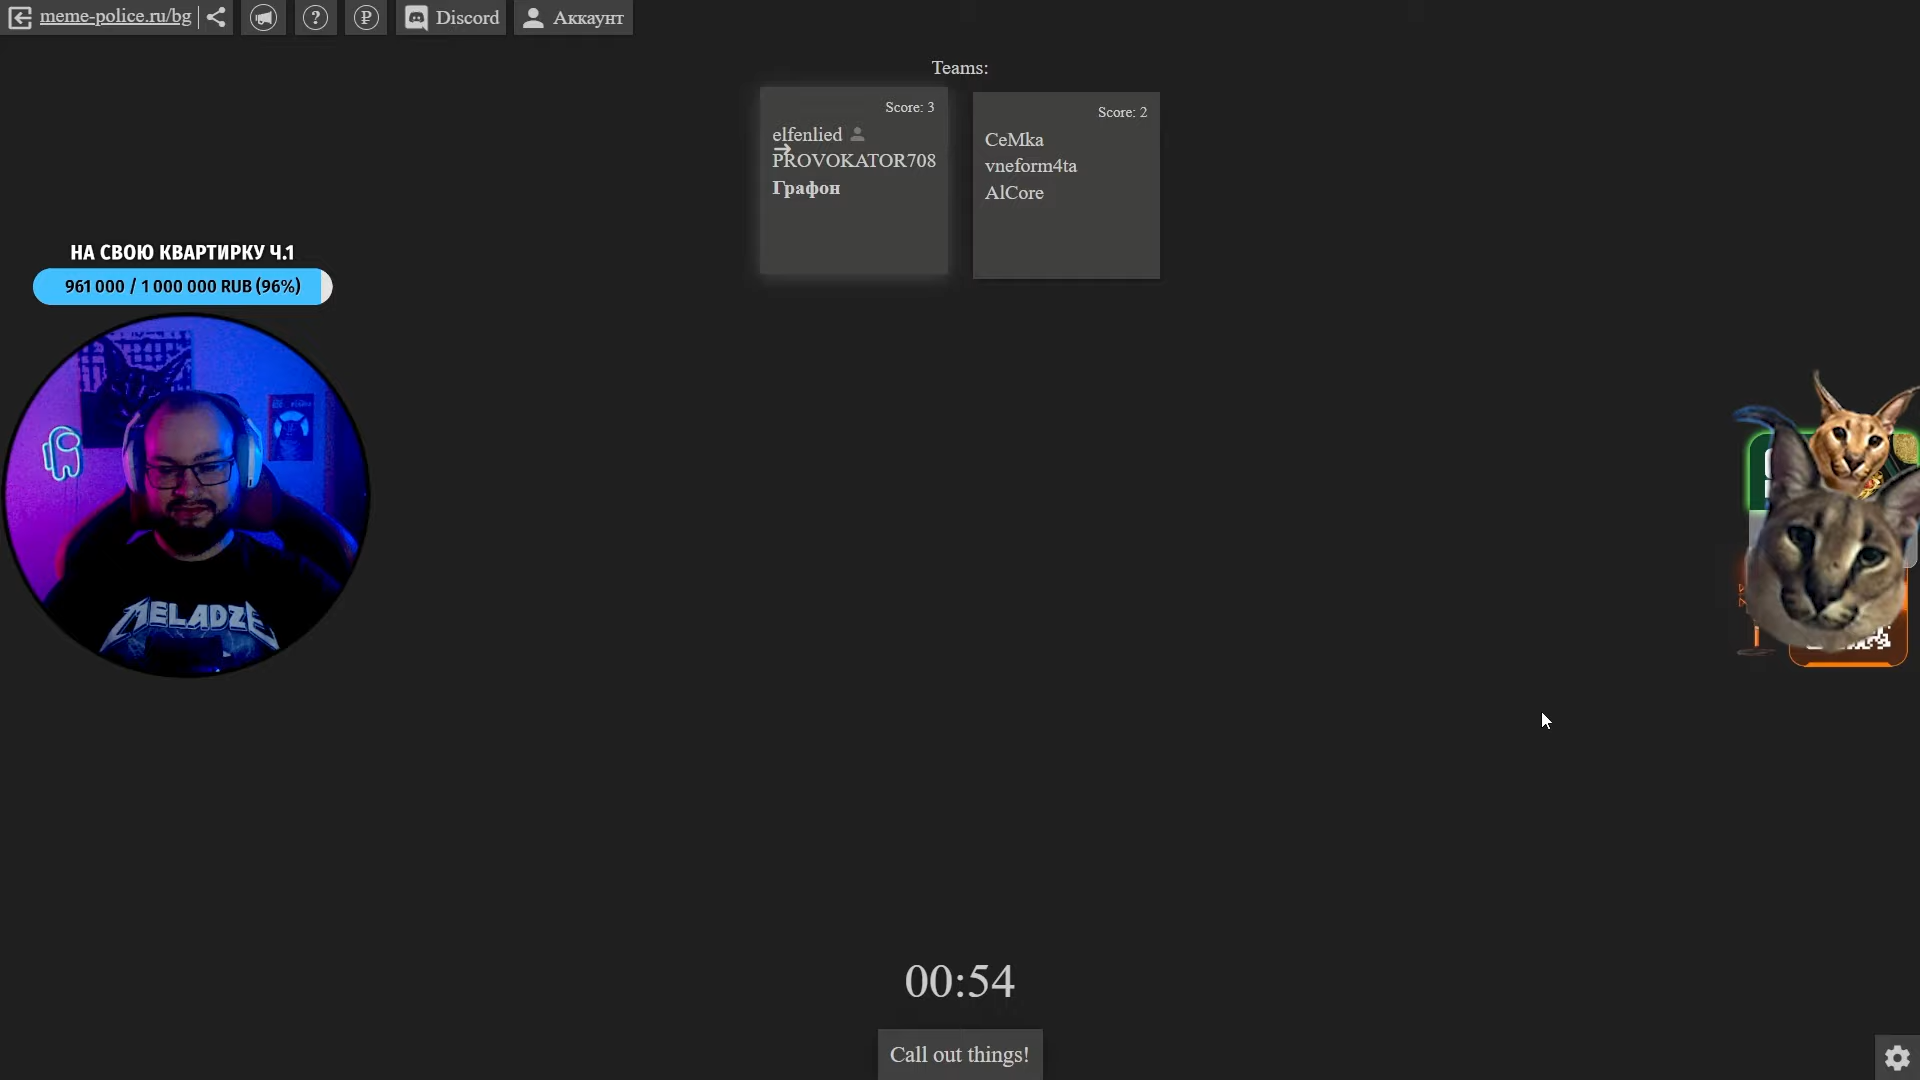 meme-police.ru/bg
Discord
Аккаунт
Teams:
Score: 3
elfenlied
PROVOKATOR708
Графон
Score: 2
CeMka
vneform4ta
AlCore
НА СВОЮ КВАРТИРКУ Ч.1
961 000 / 1 000 000 RUB (96%)
MELADZE
00:54
Call out things!